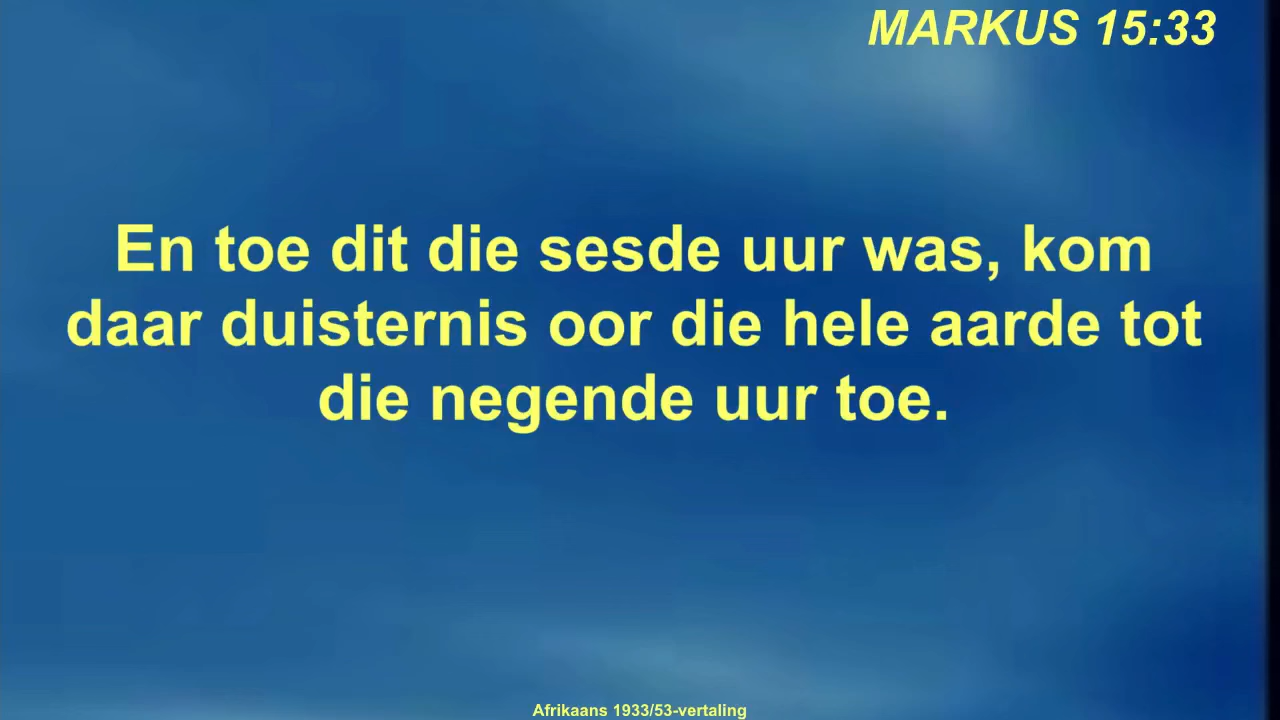 MARKUS 15:33
En toe dit die sesde uur was, kom
daar duisternis oor die hele aarde tot
die negende uur toe.
Afrikaans 1933/53-vertaling